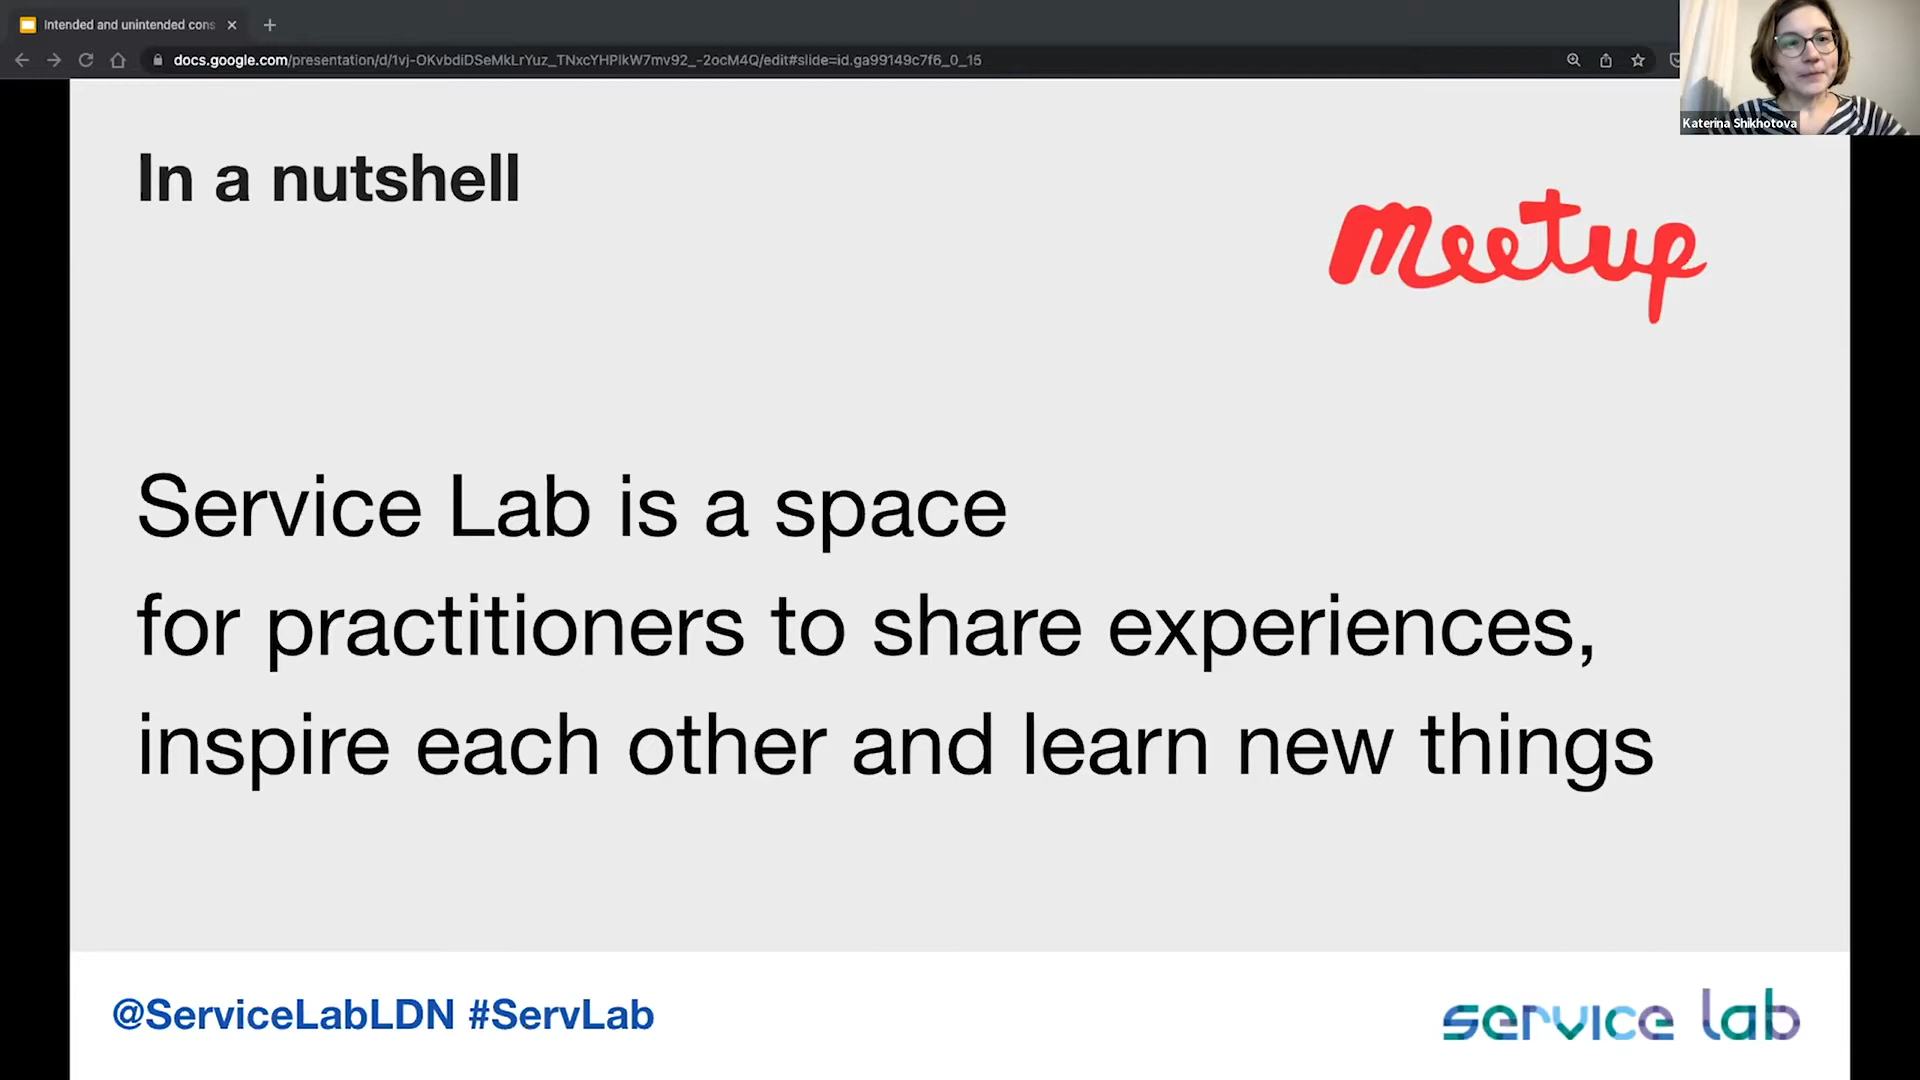 Intended and unintended cons
docs.google.com/presentation/d/1vj-OKvbdiDSeMkLrYuz_TNxcYHPlkW7mv92_-2ocM4Q/edit#slide=id.ga99149c7f6_0_15
Katerina Shikhotova
In a nutshell
meetup
Service Lab is a space
for practitioners to share experiences,
inspire each other and learn new things
@ServiceLabLDN #ServLab
service lab